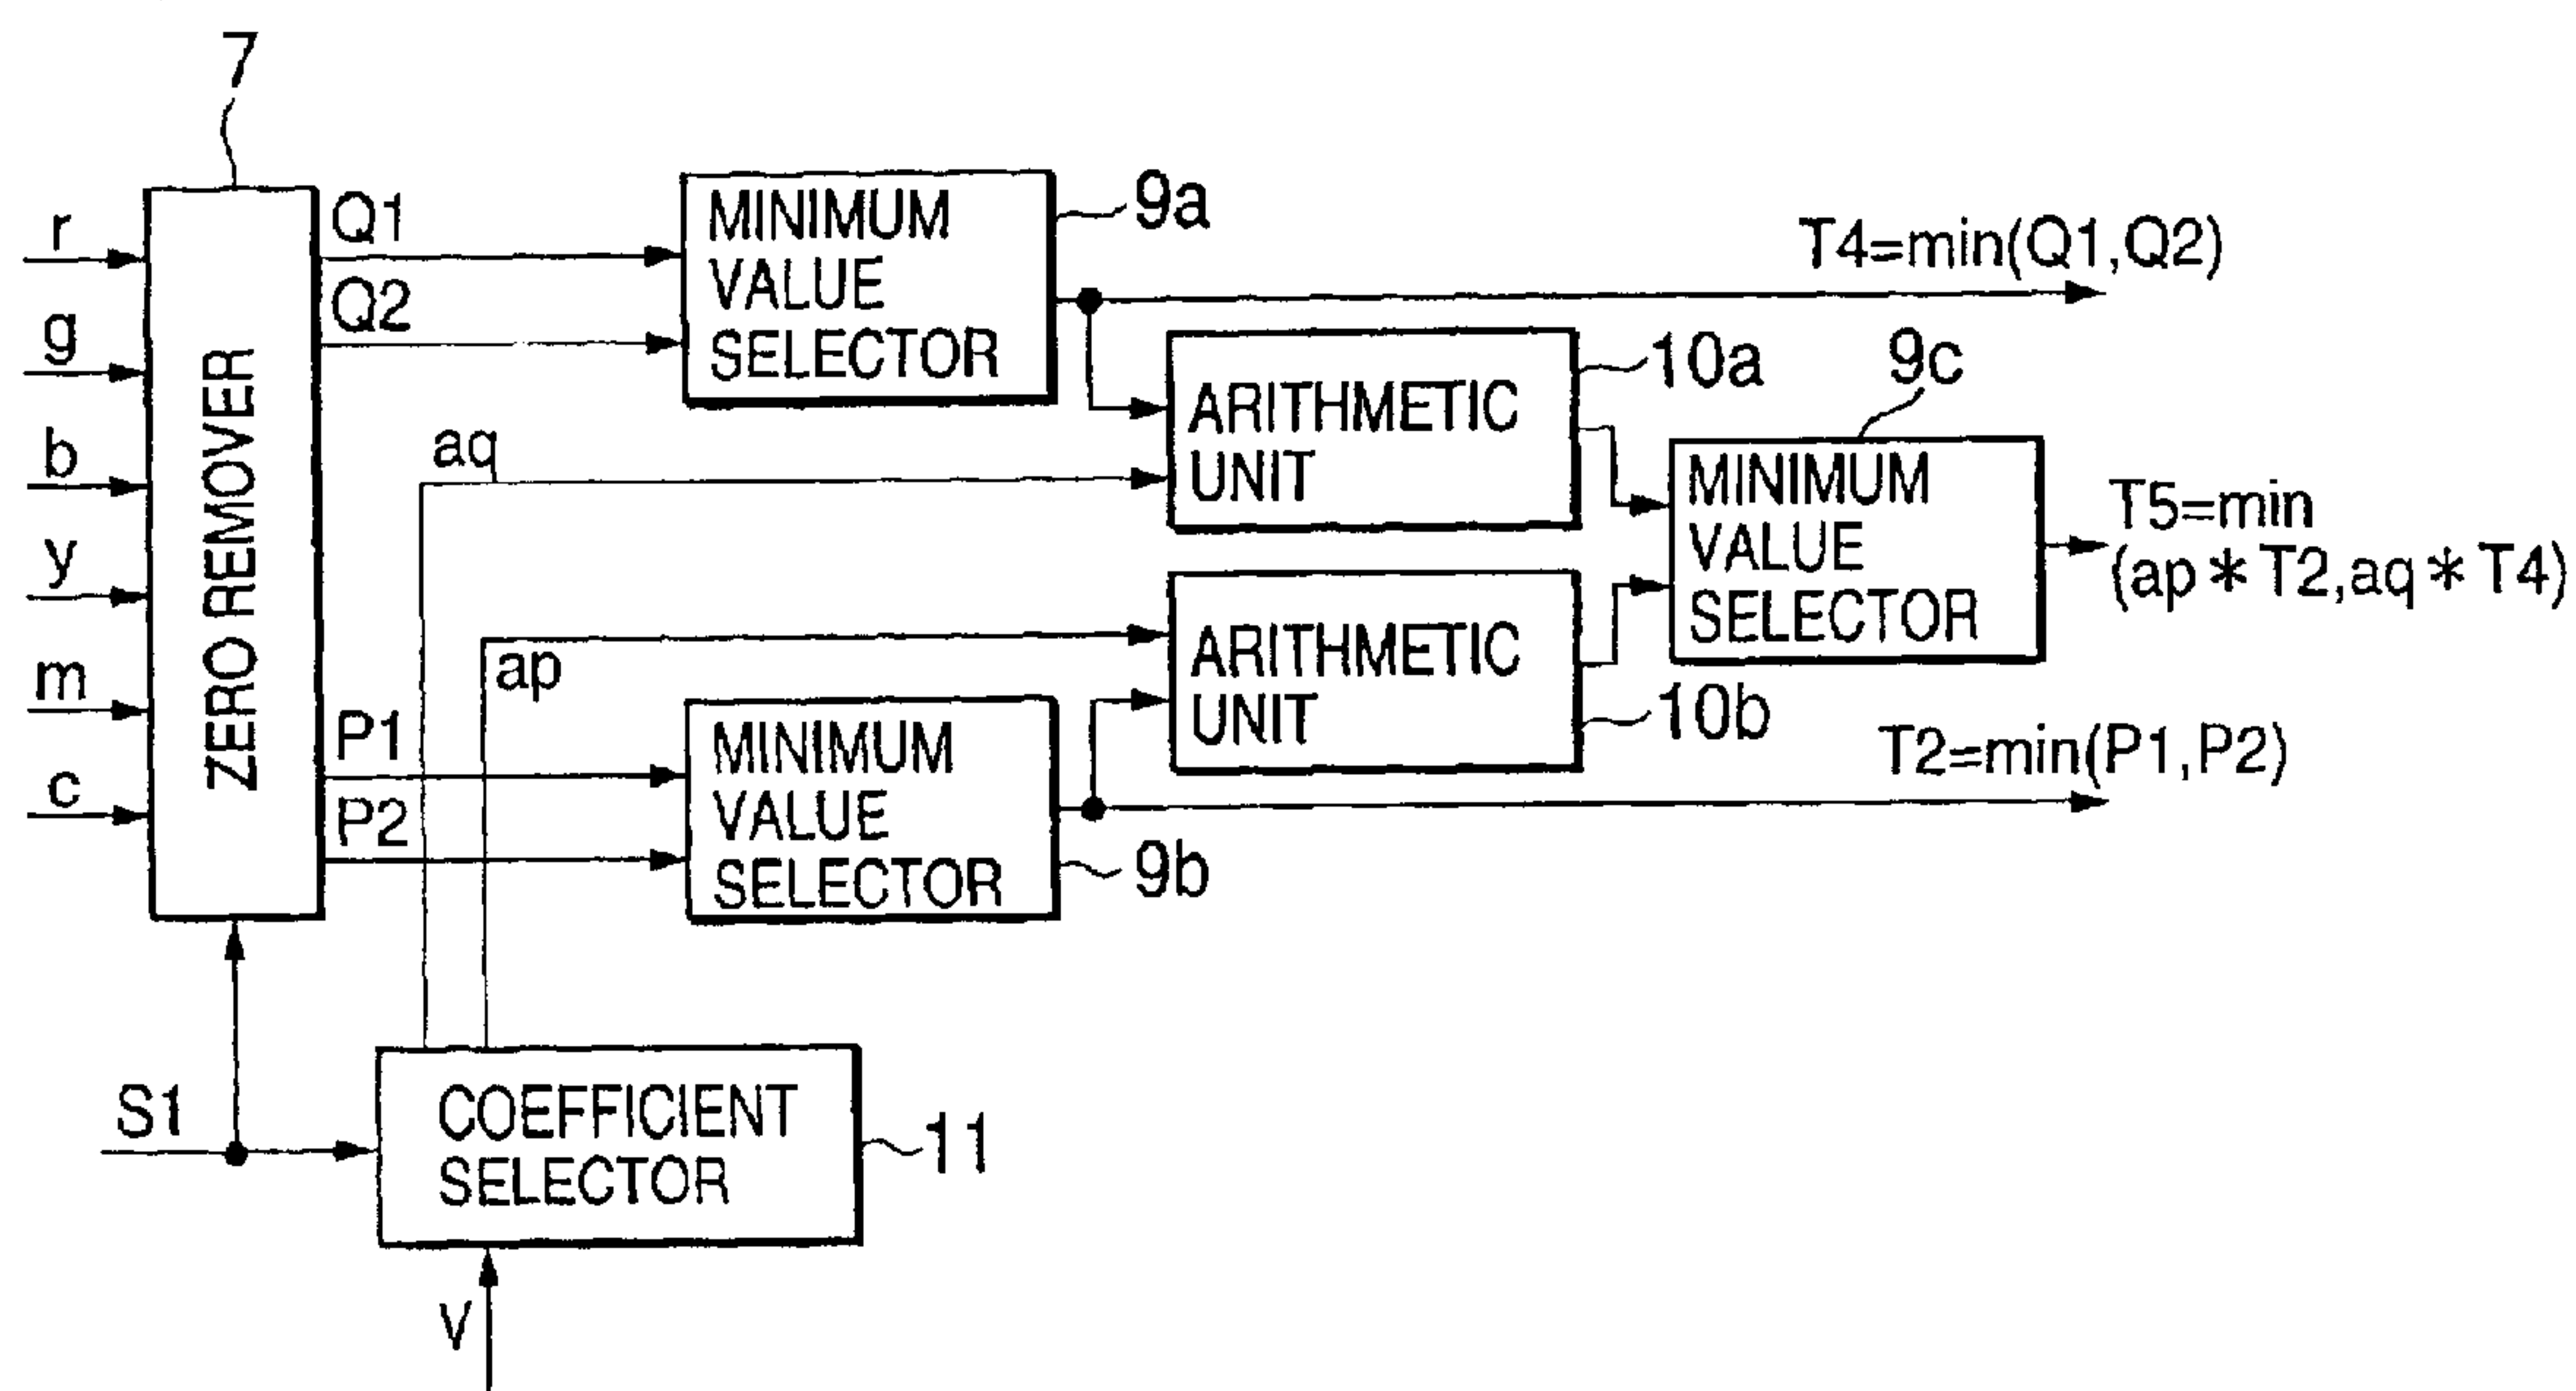 7
r
g
b
y
m
c
ZERO REMOVER
Q1
Q2
P1
P2
MINIMUM
VALUE
SELECTOR
9a
T4=min(Q1,Q2)
aq
ARITHMETIC
UNIT
10a
9c
MINIMUM
VALUE
SELECTOR
T5=min
(ap*T2,aq*T4)
ap
ARITHMETIC
UNIT
10b
MINIMUM
VALUE
SELECTOR
9b
T2=min(P1,P2)
S1
COEFFICIENT
SELECTOR
11
V